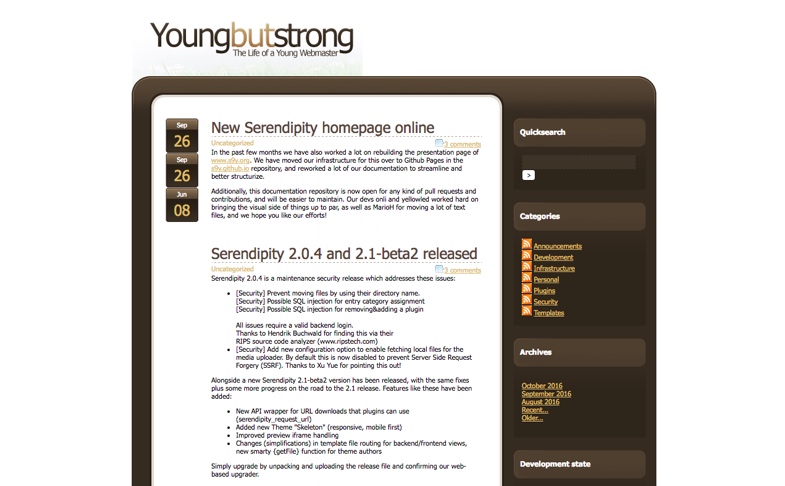 Youngbutstrong
The Life of a Young Webmaster
Sep
26
Sep
26
Jun
08
New Serendipity homepage online
Uncategorized
3 comments
In the past few months we have also worked a lot on rebuilding the presentation page of
www.s9y.org. We have moved our infrastructure for this over to Github Pages in the
s9y.github.io repository, and reworked a lot of our documentation to streamline and
better structurize.
Additionally, this documentation repository is now open for any kind of pull requests and
contributions, and will be easier to maintain. Our devs onli and yellowled worked hard on
bringing the visual side of things up to par, as well as MarioH for moving a lot of text
files, and we hope you like our efforts!
Serendipity 2.0.4 and 2.1-beta2 released
Uncategorized
3 comments
Serendipity 2.0.4 is a maintenance security release which addresses these issues:
[Security] Prevent moving files by using their directory name.
[Security] Possible SQL injection for entry category assignment
[Security] Possible SQL injection for removing&adding a plugin
All issues require a valid backend login.
Thanks to Hendrik Buchwald for finding this via their
RIPS source code analyzer (www.ripstech.com)
[Security] Add new configuration option to enable fetching local files for the
media uploader. By default this is now disabled to prevent Server Side Request
Forgery (SSRF). Thanks to Xu Yue for pointing this out!
Alongside a new Serendipity 2.1-beta2 version has been released, with the same fixes
plus some more progress on the road to the 2.1 release. Features like these have been
added:
New API wrapper for URL downloads that plugins can use
(serendipity_request_url)
Added new Theme "Skeleton" (responsive, mobile first)
Improved preview iframe handling
Changes (simplifications) in template file routing for backend/frontend views,
new smarty {getFile} function for theme authors
Simply upgrade by unpacking and uploading the release file and confirming our web-
based upgrader.
Quicksearch
>
Categories
Announcements
Development
Infrastructure
Personal
Plugins
Security
Templates
Archives
October 2016
September 2016
August 2016
Recent...
Older...
Development state